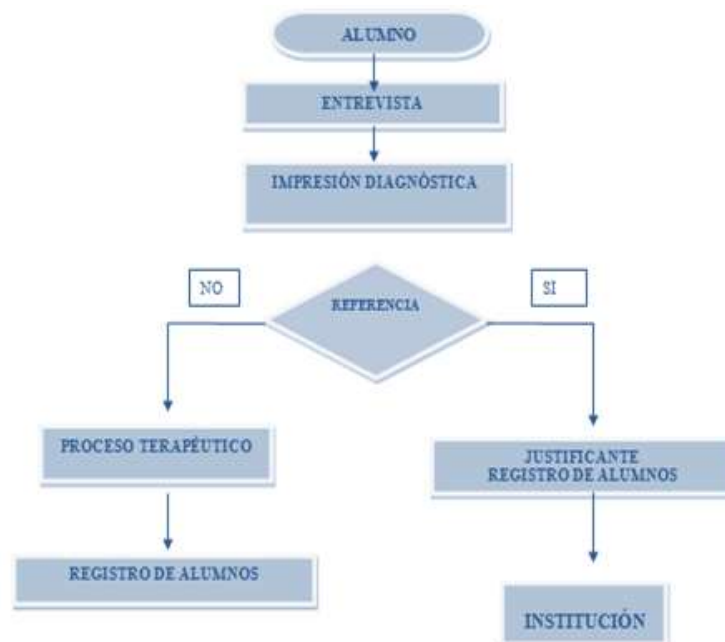 ALUMNO
ENTREVISTA
IMPRESIÓN DIAGNÓSTICA
NO
SI
REFERENCIA
PROCESO TERAPÉUTICO
JUSTIFICANTE
REGISTRO DE ALUMNOS
REGISTRO DE ALUMNOS
INSTITUCIÓN